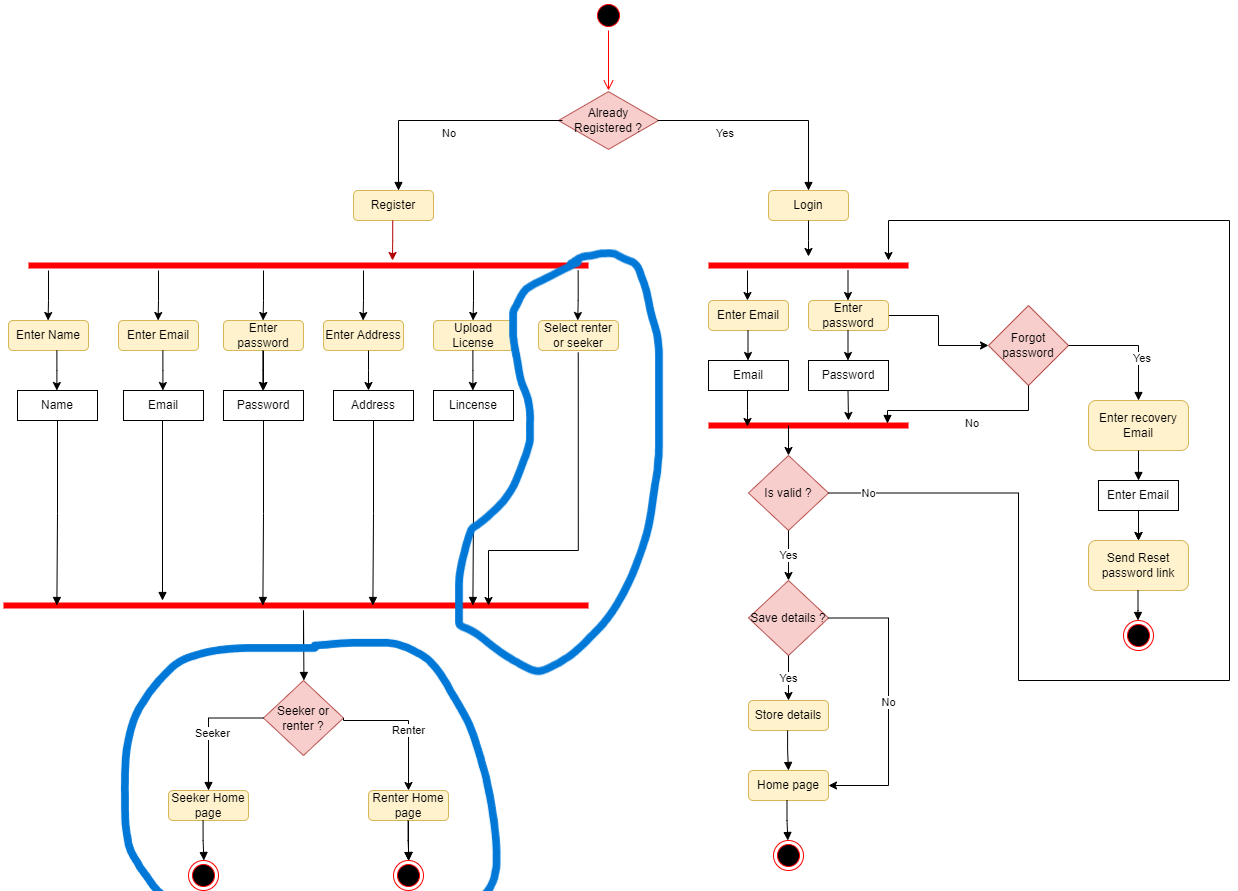 Already
Registered ?
No
Yes
Register
Login
Enter Name
Enter Email
Enter
password
Enter Address
Upload
License
Select renter
or seeker
Name
Email
Password
Address
Lincense
Enter Email
Enter
password
Forgot
password
Yes
Email
Password
No
Enter recovery
Email
Is valid ?
No
Enter Email
Yes
Send Reset
password link
Save details ?
Yes
No
Store details
Home page
Seeker or
renter ?
Seeker
Renter
Seeker Home
page
Renter Home
page